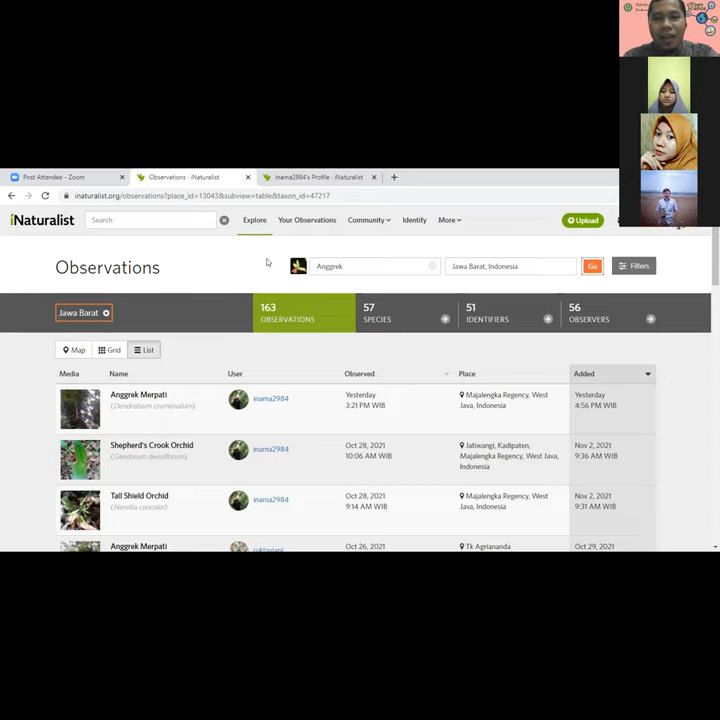 Post Attendee - Zoom
Observations · iNaturalist
inama2984's Profile · iNaturalist
inaturalist.org/observations?place_id=13043&subview=table&taxon_id=47217
iNaturalist
Search
Explore
Your Observations
Community
Identify
More
Upload
Observations
Anggrek
Jawa Barat, Indonesia
Go
Filters
Jawa Barat
163
OBSERVATIONS
57
SPECIES
51
IDENTIFIERS
56
OBSERVERS
Map
Grid
List
Media
Name
User
Observed
Place
Added
Anggrek Merpati
(Dendrobium crumenatum)
inama2984
Yesterday
3:21 PM WIB
Majalengka Regency, West
Java, Indonesia
Yesterday
4:56 PM WIB
Shepherd's Crook Orchid
(Geodorum densiflorum)
inama2984
Oct 28, 2021
10:06 AM WIB
Jatiwangi, Kadipaten,
Majalengka Regency, West Java,
Indonesia
Nov 2, 2021
9:36 AM WIB
Tall Shield Orchid
(Nervilia concolor)
inama2984
Oct 28, 2021
9:14 AM WIB
Majalengka Regency, West
Java, Indonesia
Nov 2, 2021
9:31 AM WIB
Anggrek Merpati
roktaviani
Oct 26, 2021
Tk Agriananda
Oct 29, 2021